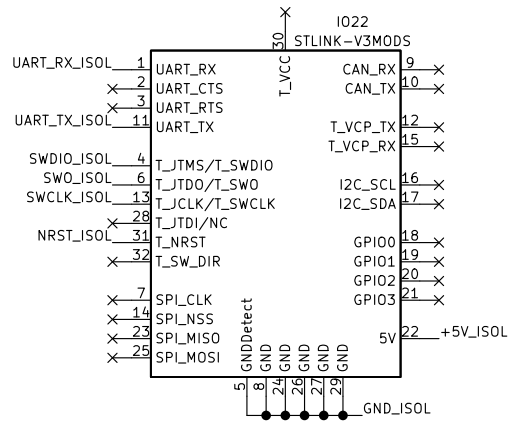 IO22
STLINK-V3MODS
30
T_VCC
UART_RX_ISOL 1 UART_RX
2 UART_CTS
3 UART_RTS
UART_TX_ISOL 11 UART_TX
SWDIO_ISOL 4 T_JTMS/T_SWDIO
SWO_ISOL 6 T_JTDO/T_SWO
SWCLK_ISOL 13 T_JCLK/T_SWCLK
28 T_JTDI/NC
NRST_ISOL 31 T_NRST
32 T_SW_DIR
7 SPI_CLK
14 SPI_NSS
23 SPI_MISO
25 SPI_MOSI
CAN_RX 9
CAN_TX 10
T_VCP_TX 12
T_VCP_RX 15
I2C_SCL 16
I2C_SDA 17
GPIO0 18
GPIO1 19
GPIO2 20
GPIO3 21
5V 22 +5V_ISOL
GNDDetect 5
GND 8
GND 24
GND 26
GND 27
GND 29
GND_ISOL